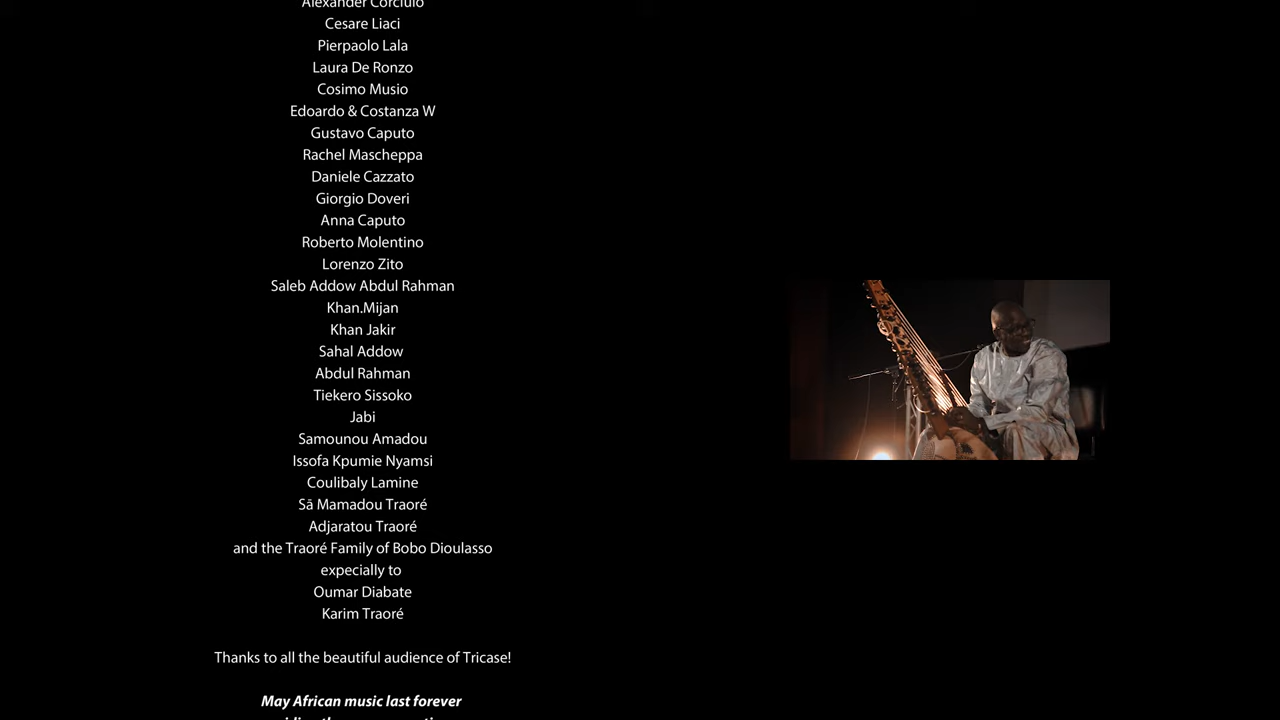 Alexander Corciulo
Cesare Liaci
Pierpaolo Lala
Laura De Ronzo
Cosimo Musio
Edoardo & Costanza W
Gustavo Caputo
Rachel Mascheppa
Daniele Cazzato
Giorgio Doveri
Anna Caputo
Roberto Molentino
Lorenzo Zito
Saleb Addow Abdul Rahman
Khan.Mijan
Khan Jakir
Sahal Addow
Abdul Rahman
Tiekero Sissoko
Jabi
Samounou Amadou
Issofa Kpumie Nyamsi
Coulibaly Lamine
Sã Mamadou Traoré
Adjaratou Traoré
and the Traoré Family of Bobo Dioulasso
expecially to
Oumar Diabate
Karim Traoré
Thanks to all the beautiful audience of Tricase!
May African music last forever